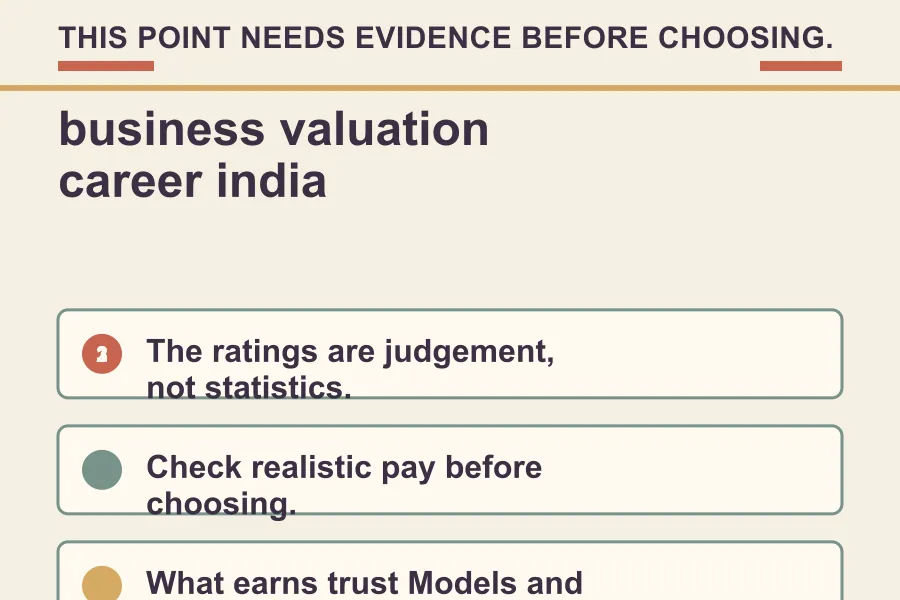 THIS POINT NEEDS EVIDENCE BEFORE CHOOSING.
business valuation
career india
The ratings are judgement,
not statistics.
Check realistic pay before
choosing.
What earns trust Models and